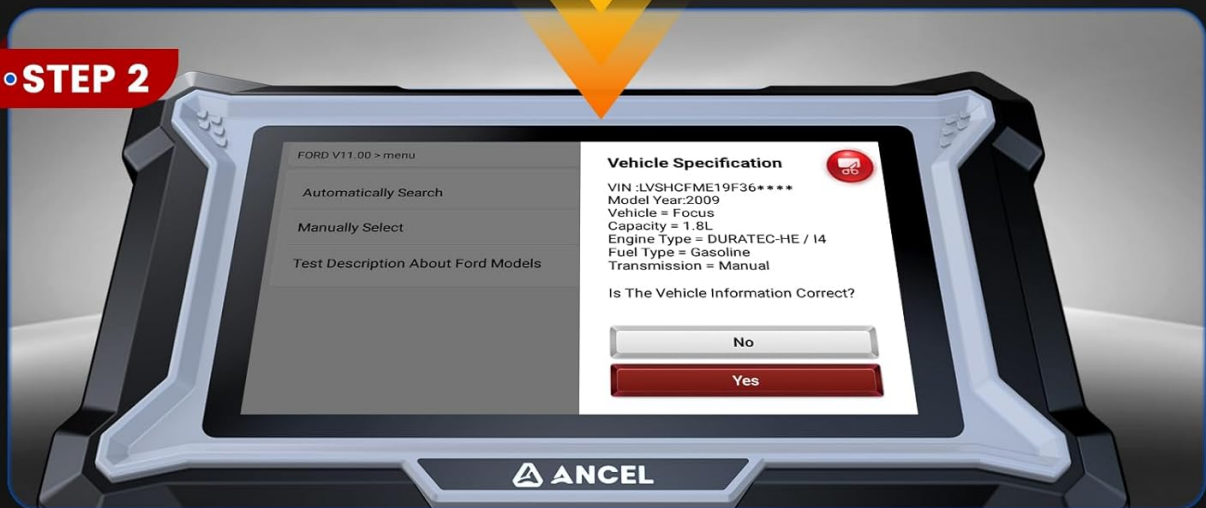 STEP 2
FORD V11.00 > menu
Automatically Search
Manually Select
Test Description About Ford Models
Vehicle Specification
VIN :LVSHCFME19F36****
Model Year:2009
Vehicle = Focus
Capacity = 1.8L
Engine Type = DURATEC-HE / I4
Fuel Type = Gasoline
Transmission = Manual
Is The Vehicle Information Correct?
No
Yes
ANCEL